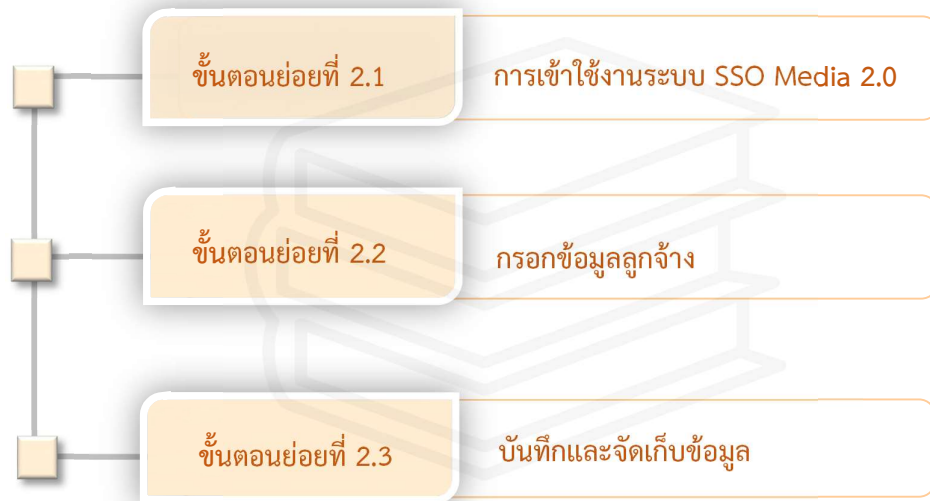 ขั้นตอนย่อยที่ 2.1 การเข้าใช้งานระบบ SSO Media 2.0
ขั้นตอนย่อยที่ 2.2 กรอกข้อมูลลูกจ้าง
ขั้นตอนย่อยที่ 2.3 บันทึกและจัดเก็บข้อมูล